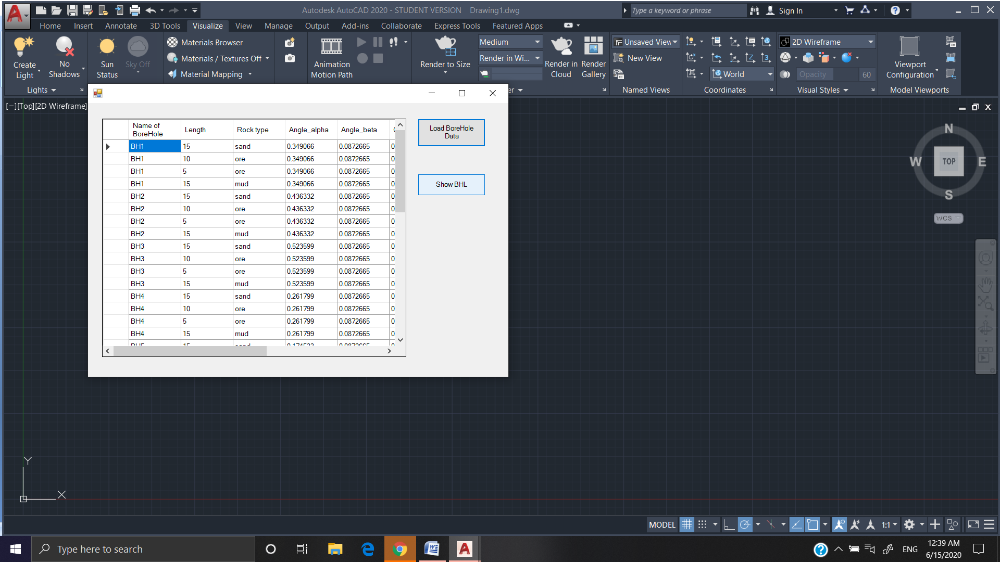 Autodesk AutoCAD 2020 - STUDENT VERSION Drawing1.dwg
Type a keyword or phrase
Sign In
Home Insert Annotate 3D Tools Visualize View Manage Output Add-ins Collaborate Express Tools Featured Apps
Create
Light
No
Shadows
Lights
Sun
Status
Sky Off
Materials Browser
Materials / Textures Off
Material Mapping
Animation
Motion Path
Render to Size
Medium
Render in Wi...
Render in
Cloud
Render
Gallery
Unsaved View
New View
Named Views
World
Coordinates
2D Wireframe
Opacity 60
Visual Styles
Viewport
Configuration
Model Viewports
[−][Top][2D Wireframe]
Name of
BoreHole Length Rock type Angle_alpha Angle_beta
BH1 15 sand 0.349066 0.0872665 0
BH1 10 ore 0.349066 0.0872665 0
BH1 5 ore 0.349066 0.0872665 0
BH1 15 mud 0.349066 0.0872665 0
BH2 15 sand 0.436332 0.0872665 0
BH2 10 ore 0.436332 0.0872665 0
BH2 5 ore 0.436332 0.0872665 0
BH2 15 mud 0.436332 0.0872665 0
BH3 15 sand 0.523599 0.0872665 0
BH3 10 ore 0.523599 0.0872665 0
BH3 5 ore 0.523599 0.0872665 0
BH3 15 mud 0.523599 0.0872665 0
BH4 15 sand 0.261799 0.0872665 0
BH4 10 ore 0.261799 0.0872665 0
BH4 5 ore 0.261799 0.0872665 0
BH4 15 mud 0.261799 0.0872665 0
BH5 15 sand 0.174533 0.0872665 0
Load BoreHole
Data
Show BHL
N
W TOP E
S
WCS
Y
X
MODEL 1:1
Type here to search
ENG
12:39 AM
6/15/2020